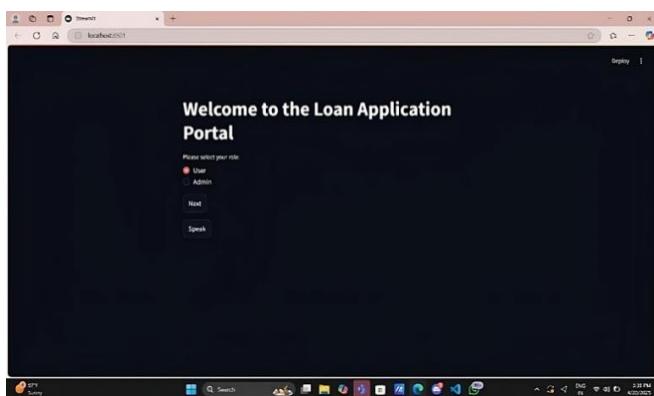 Streamlit
localhost:8501
Deploy
Welcome to the Loan Application
Portal
Please select your role:
User
Admin
Next
Speak
Sunny
Search
ENG
IN